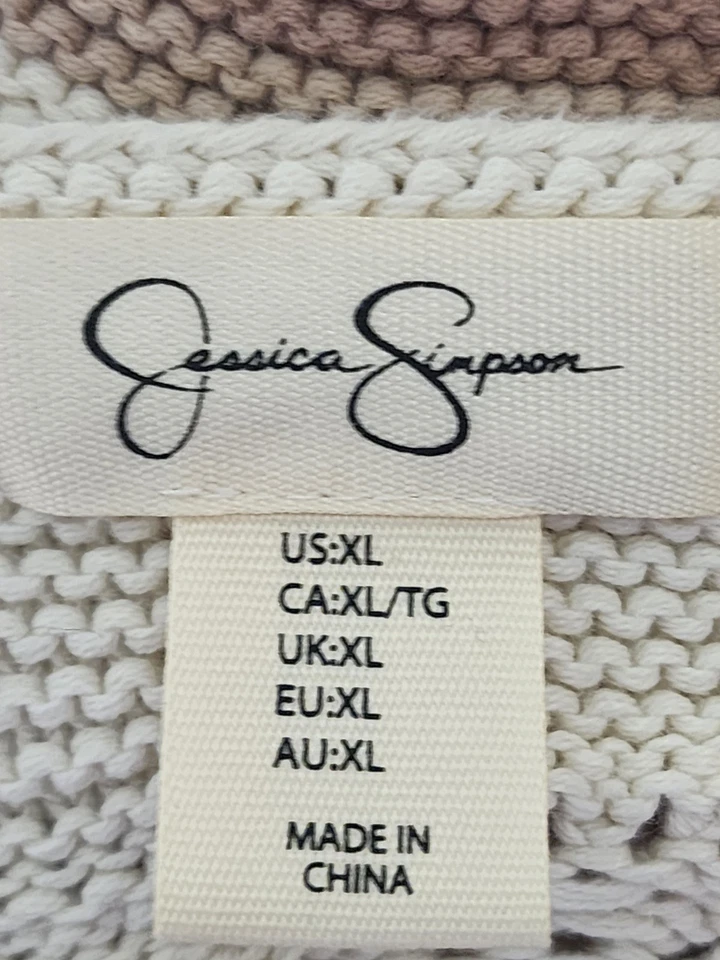 Jessica Simpson
US:XL
CA:XL/TG
UK:XL
EU:XL
AU:XL
MADE IN
CHINA